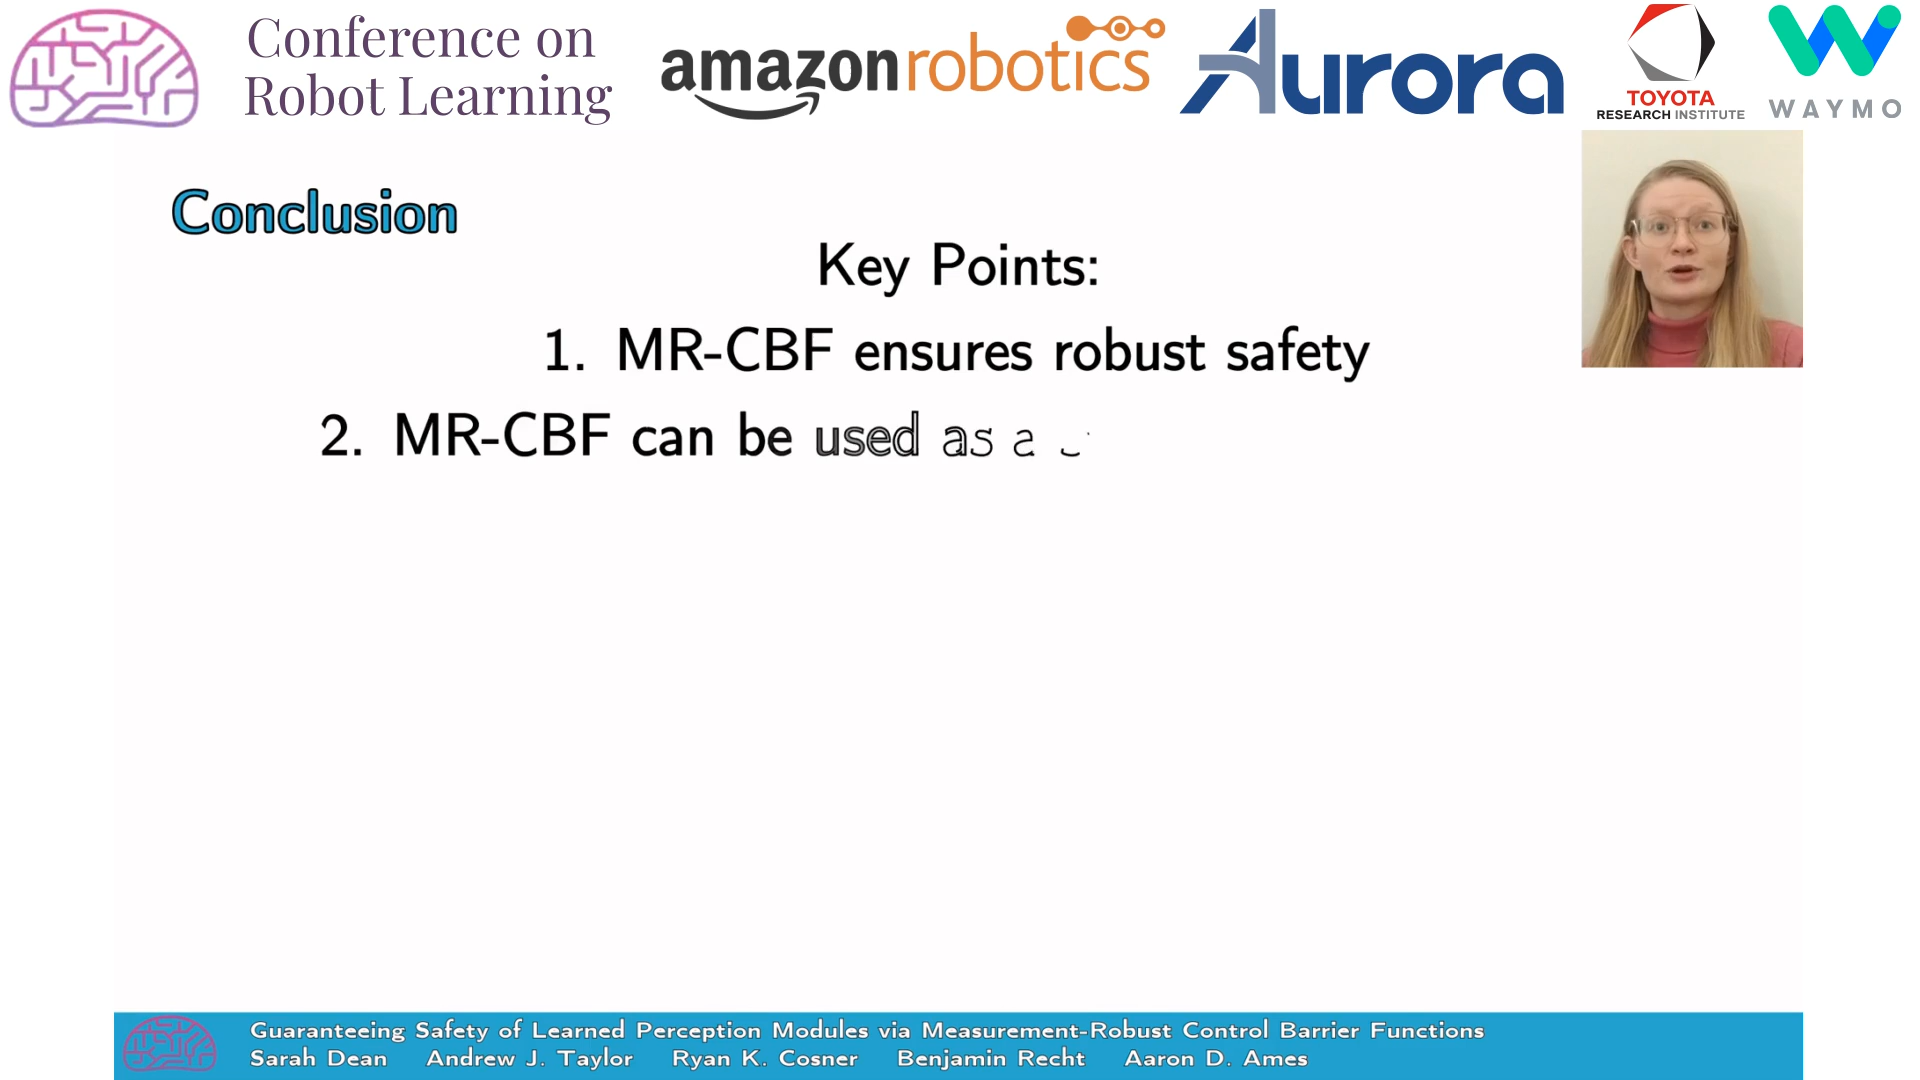 Conference on
Robot Learning
amazonrobotics
Aurora
TOYOTA
RESEARCH INSTITUTE
WAYMO
Conclusion
Key Points:
1. MR-CBF ensures robust safety
2. MR-CBF can be used as a
Guaranteeing Safety of Learned Perception Modules via Measurement-Robust Control Barrier Functions
Sarah Dean Andrew J. Taylor Ryan K. Cosner Benjamin Recht Aaron D. Ames